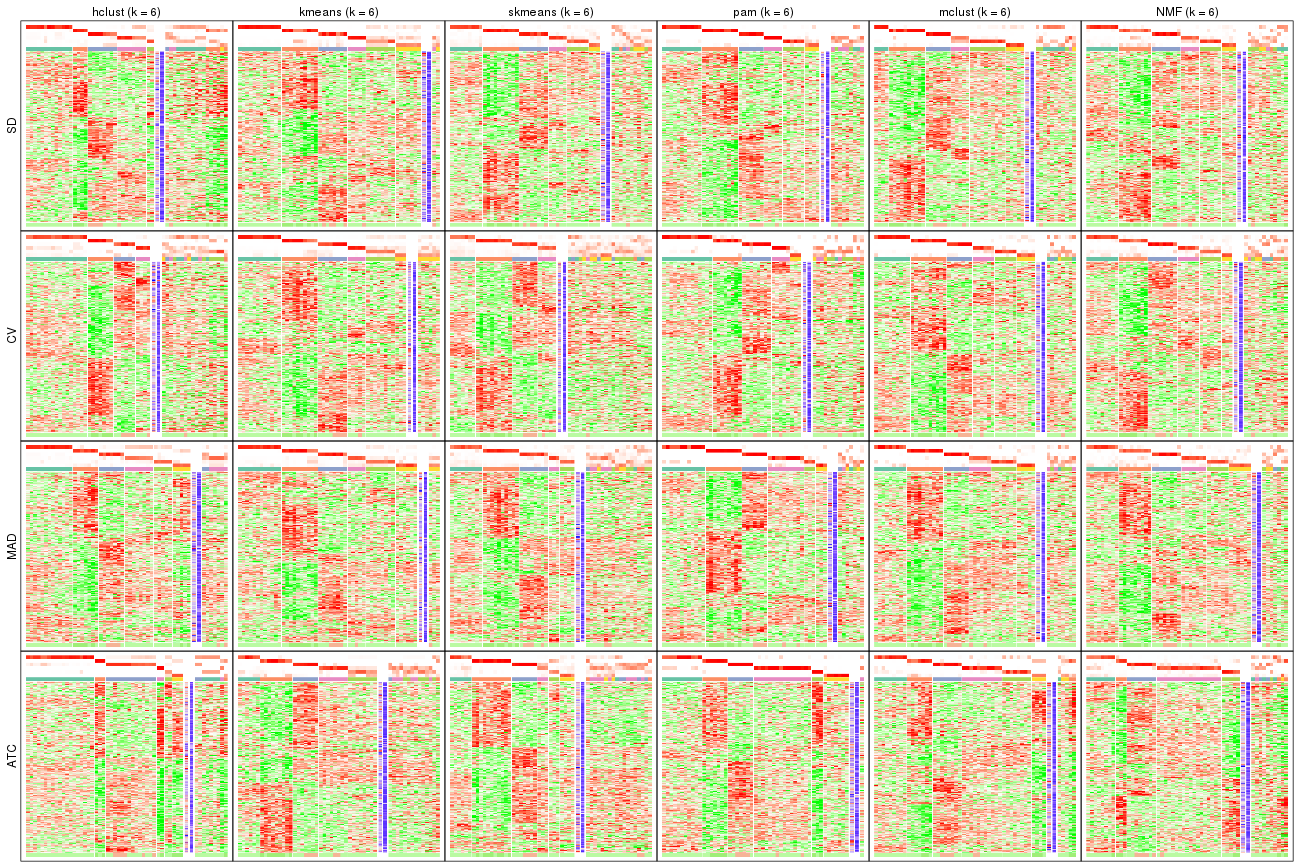 hclust (k = 6)
kmeans (k = 6)
skmeans (k = 6)
pam (k = 6)
mclust (k = 6)
NMF (k = 6)
SD
CV
MAD
ATC